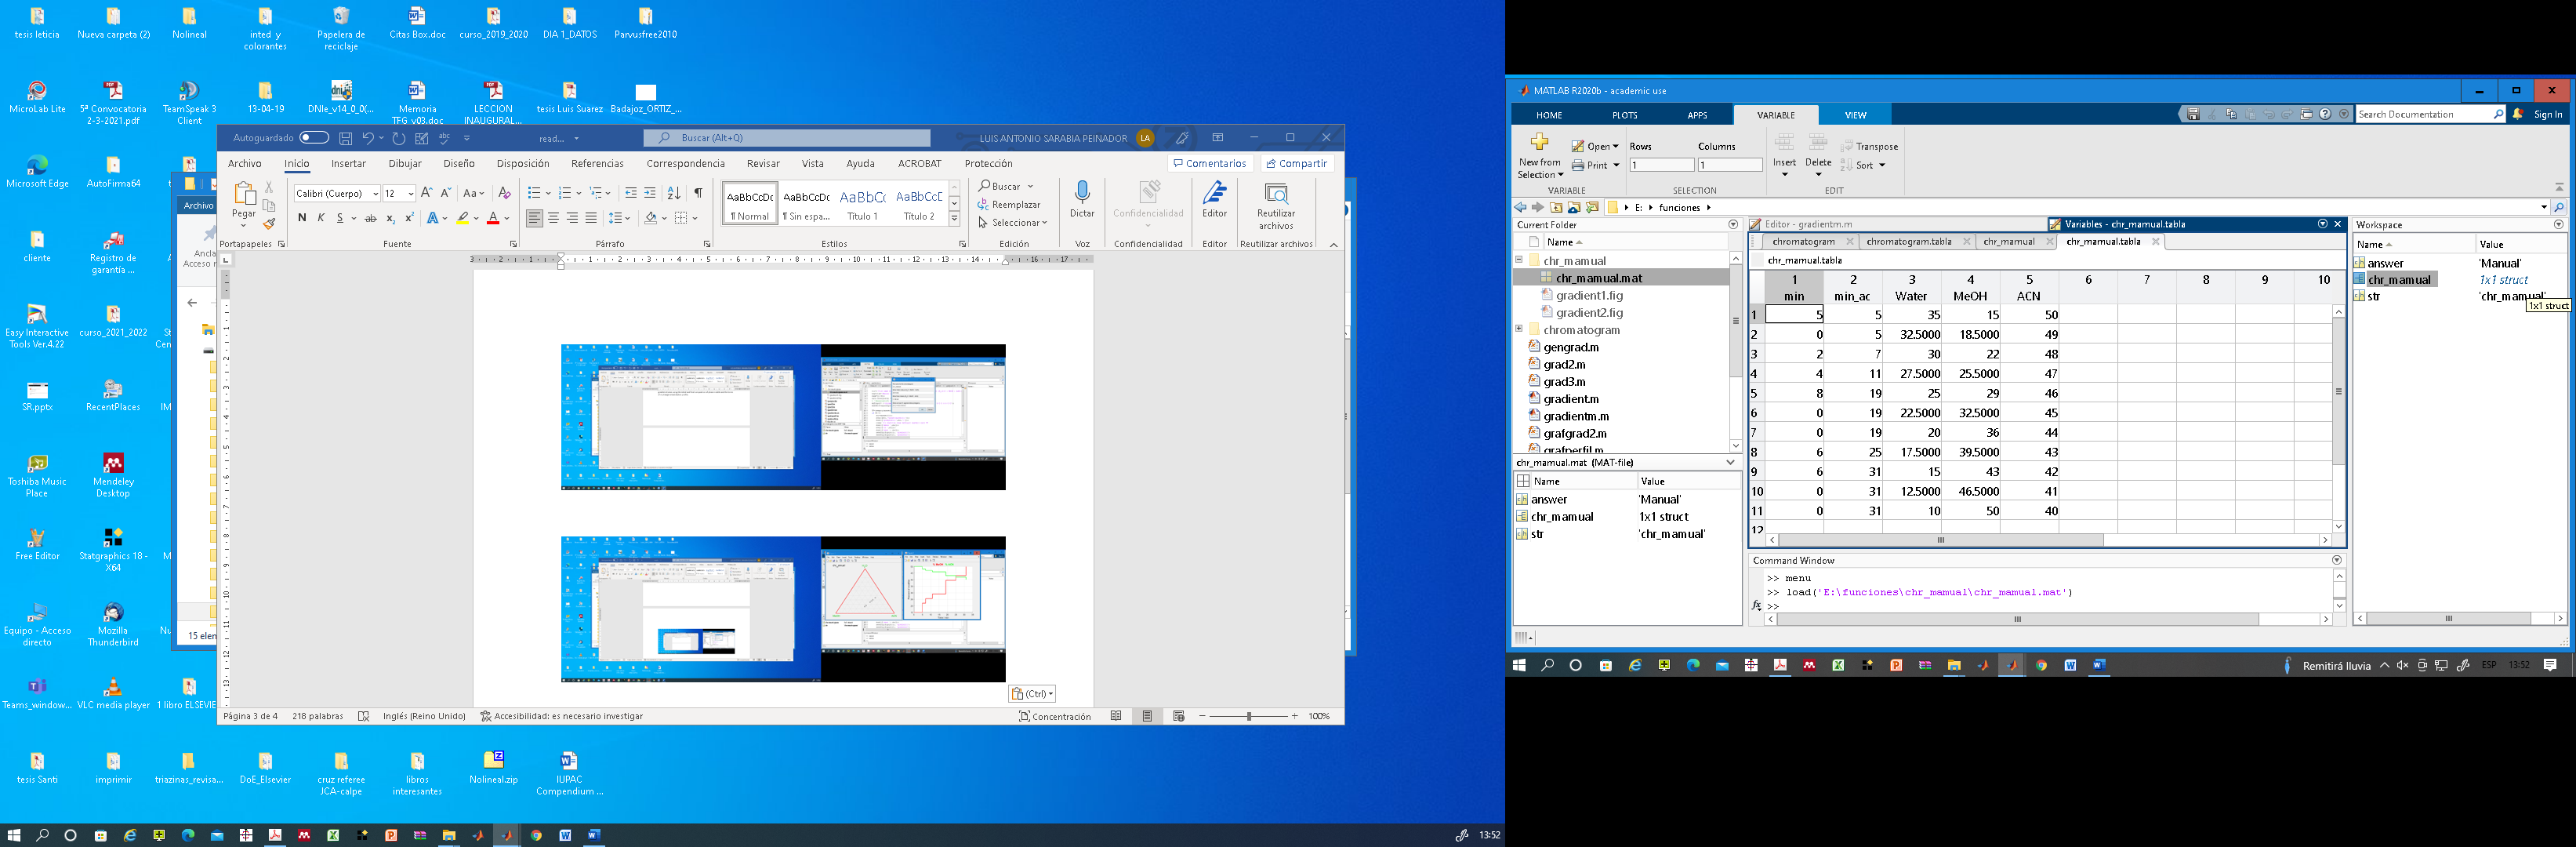 tesis leticia
Nueva carpeta (2)
Nolineal
inted y colorantes
Papelera de reciclaje
Citas Box.doc
curso_2019_2020
DIA 1_DATOS
Parvusfree2010
MicroLab Lite
5ª Convocatoria 2-3-2021.pdf
TeamSpeak 3 Client
13-04-19
DNIe_v14_0_0(...
Memoria TFG_v03.doc
LECCION INAUGURAL...
tesis Luis Suarez
Badajoz_ORTIZ_...
Microsoft Edge
AutoFirma64
cliente
Registro de garantía ...
Easy Interactive Tools Ver.4.22
curso_2021_2022
SR.pptx
RecentPlaces
Toshiba Music Place
Mendeley Desktop
Free Editor
Statgraphics 18 - X64
Equipo - Acceso directo
Mozilla Thunderbird
Teams_window...
VLC media player
1 libro ELSEVIE
tesis Santi
imprimir
triazinas_revisa...
DoE_Elsevier
cruz referee JCA-calpe
libros interesantes
Nolineal.zip
IUPAC Compendium ...
Archivo
15 elem
Autoguardado
read...
Buscar (Alt+Q)
LUIS ANTONIO SARABIA PEINADOR
LA
Archivo Inicio Insertar Dibujar Diseño Disposición Referencias Correspondencia Revisar Vista Ayuda ACROBAT Protección
Comentarios
Compartir
Pegar
Calibri (Cuerpo) 12
N K S ab
AaBbCcDc AaBbCcDc AaBbCc AaBbCcE
¶ Normal ¶ Sin espa... Título 1 Título 2
Buscar
Reemplazar
Seleccionar
Dictar
Confidencialidad
Editor
Reutilizar archivos
Portapapeles Fuente Párrafo Estilos Edición Voz Confidencialidad Editor Reutilizar archivos
(Ctrl)
Página 3 de 4 218 palabras Inglés (Reino Unido) Accesibilidad: es necesario investigar
Concentración
100%
13:52
MATLAB R2020b - academic use
HOME PLOTS APPS VARIABLE VIEW
Search Documentation
Sign In
New from Selection
Open
Print
Rows Columns
1 1
Insert
Delete
Transpose
Sort
VARIABLE SELECTION EDIT
E: funciones
Current Folder
Name
chr_mamual
chr_mamual.mat
gradient1.fig
gradient2.fig
chromatogram
gengrad.m
grad2.m
grad3.m
gradient.m
gradientm.m
grafgrad2.m
grafperfil.m
chr_mamual.mat (MAT-file)
Name Value
answer 'Manual'
chr_mamual 1x1 struct
str 'chr_mamual'
Editor - gradientm.m
Variables - chr_mamual.tabla
chromatogram chromatogram.tabla chr_mamual chr_mamual.tabla
chr_mamual.tabla
1 2 3 4 5 6 7 8 9 10
min min_ac Water MeOH ACN
1 5 5 35 15 50
2 0 5 32.5000 18.5000 49
3 2 7 30 22 48
4 4 11 27.5000 25.5000 47
5 8 19 25 29 46
6 0 19 22.5000 32.5000 45
7 0 19 20 36 44
8 6 25 17.5000 39.5000 43
9 6 31 15 43 42
10 0 31 12.5000 46.5000 41
11 0 31 10 50 40
12
Command Window
>> menu
>> load('E:\funciones\chr_mamual\chr_mamual.mat')
>>
Workspace
Name Value
answer 'Manual'
chr_mamual 1x1 struct
str 'chr_mamual'
1x1 struct
Remitirá lluvia
ESP
13:52